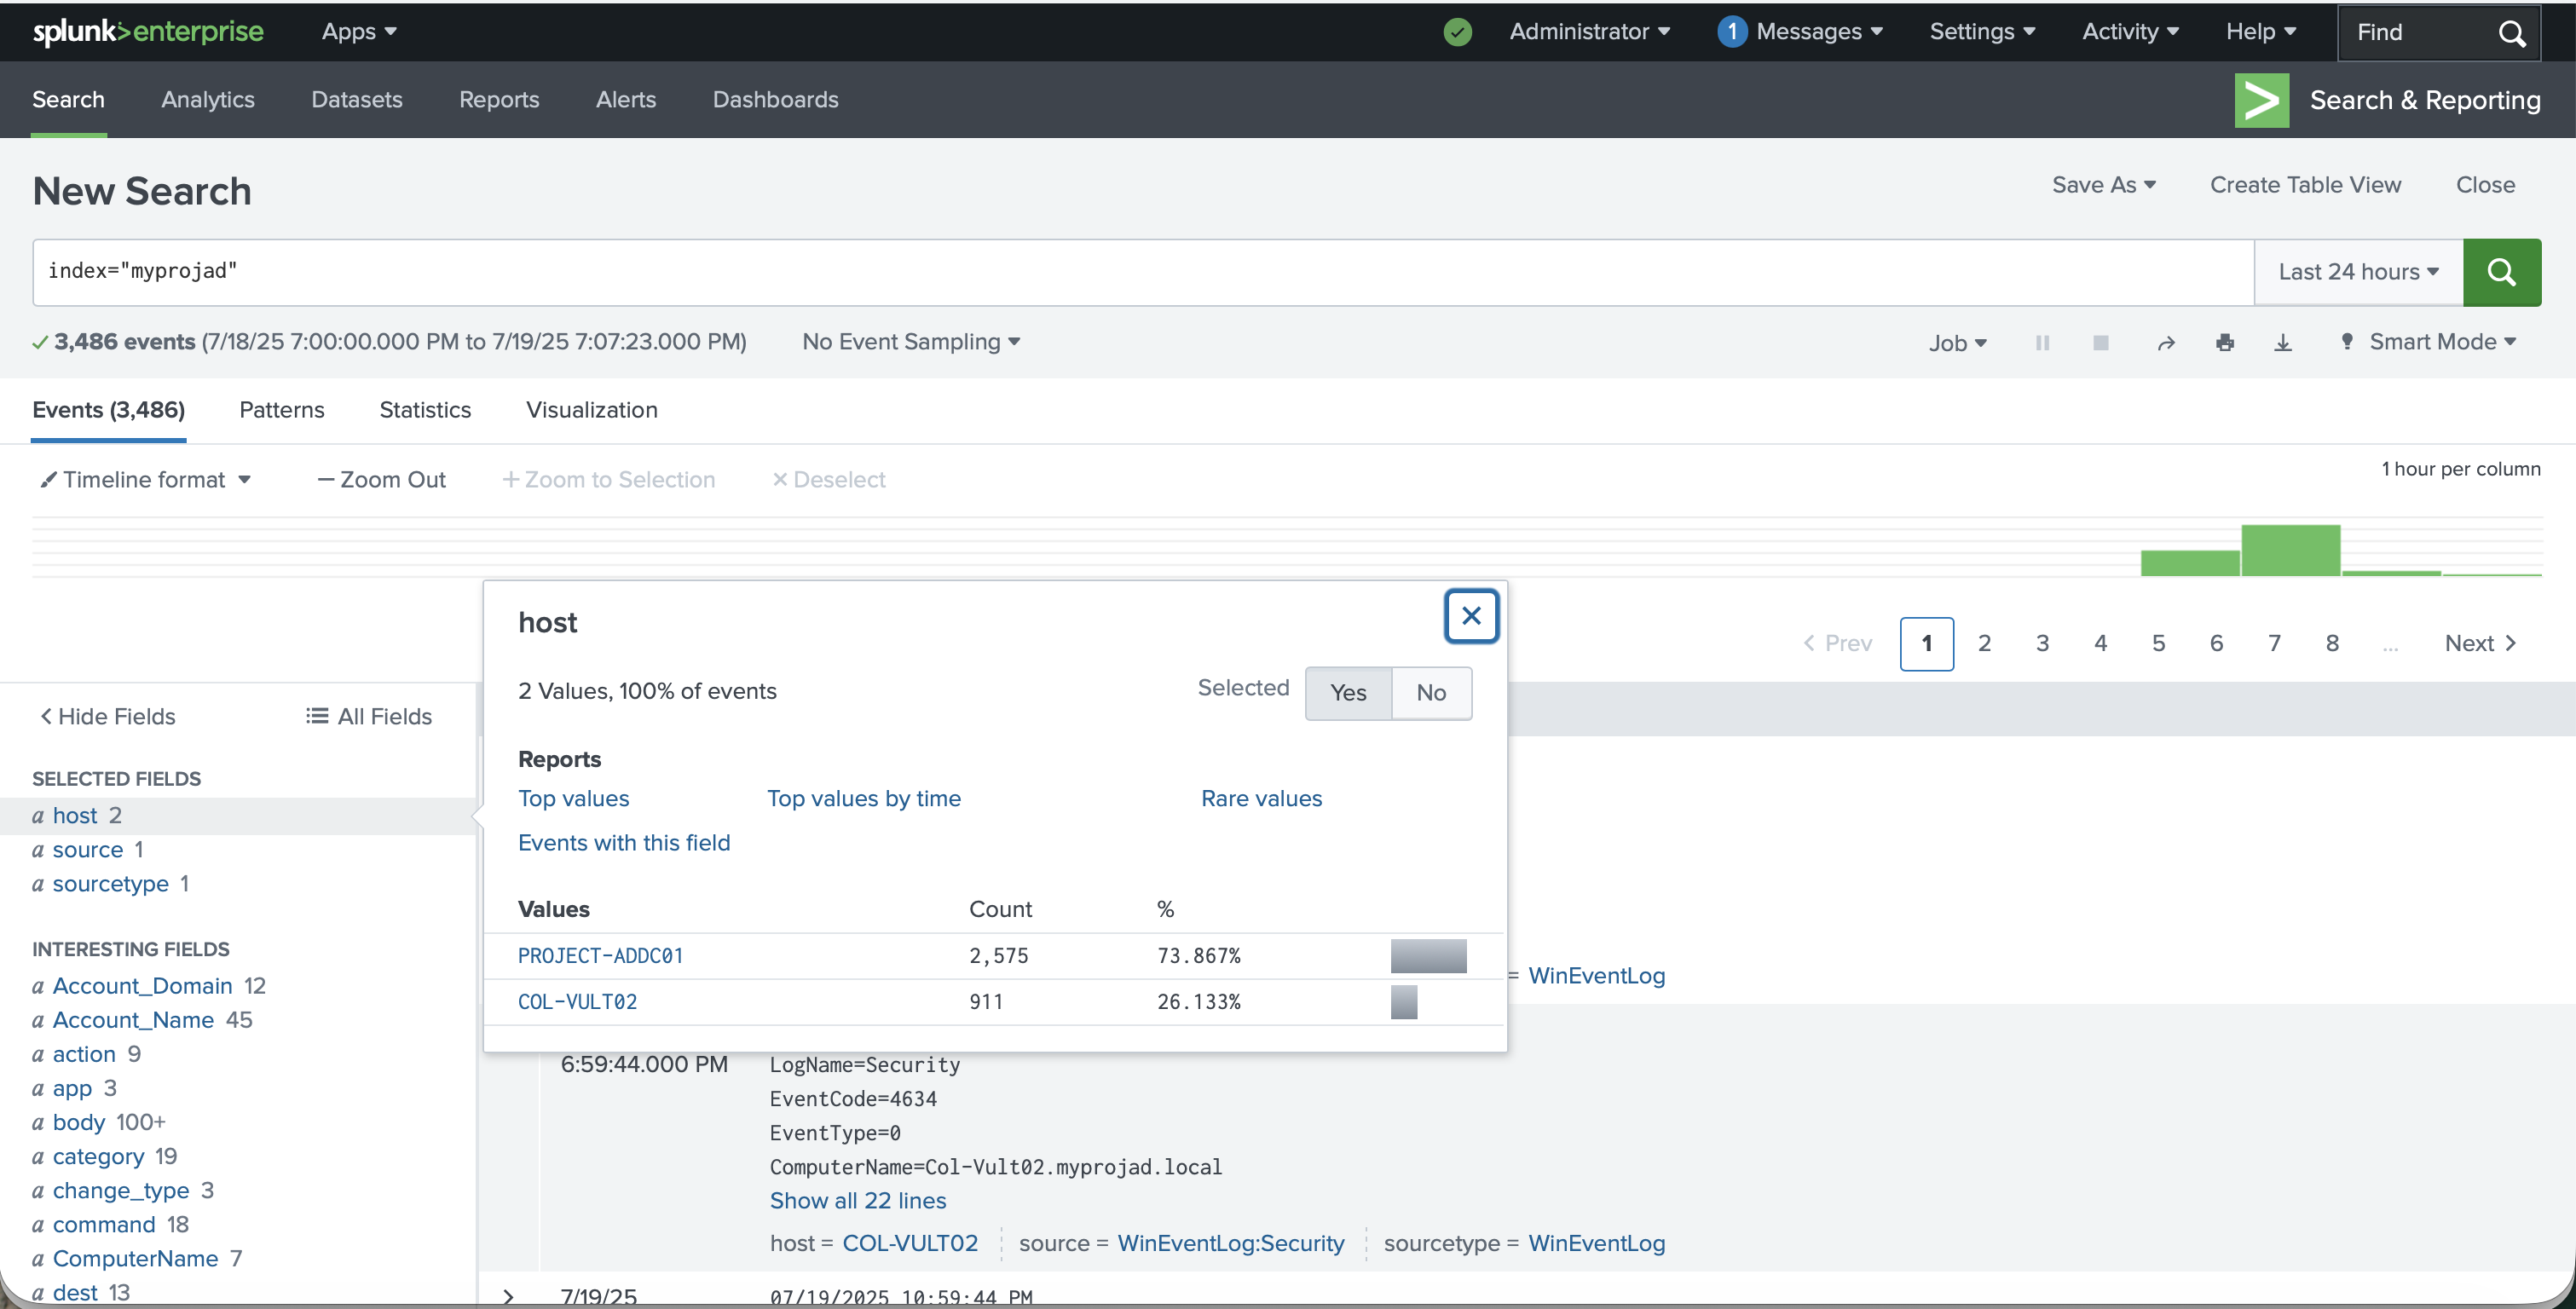 splunk>enterprise Apps Administrator 1 Messages Settings Activity Help Find
Search Analytics Datasets Reports Alerts Dashboards > Search & Reporting
New Search Save As Create Table View Close
index="myprojad" Last 24 hours
✓ 3,486 events (7/18/25 7:00:00.000 PM to 7/19/25 7:07:23.000 PM) No Event Sampling Job Smart Mode
Events (3,486) Patterns Statistics Visualization
Timeline format — Zoom Out + Zoom to Selection × Deselect 1 hour per column
< Prev 1 2 3 4 5 6 7 8 ... Next >
< Hide Fields All Fields
SELECTED FIELDS
a host 2
a source 1
a sourcetype 1
INTERESTING FIELDS
a Account_Domain 12
a Account_Name 45
a action 9
a app 3
a body 100+
a category 19
a change_type 3
a command 18
a ComputerName 7
a dest 13
host
2 Values, 100% of events Selected Yes No
Reports
Top values Top values by time Rare values
Events with this field
Values Count %
PROJECT-ADDC01 2,575 73.867%
COL-VULT02 911 26.133%
= WinEventLog
6:59:44.000 PM LogName=Security
EventCode=4634
EventType=0
ComputerName=Col-Vult02.myprojad.local
Show all 22 lines
host = COL-VULT02 source = WinEventLog:Security sourcetype = WinEventLog
> 7/19/25 07/19/2025 10:59:44 PM